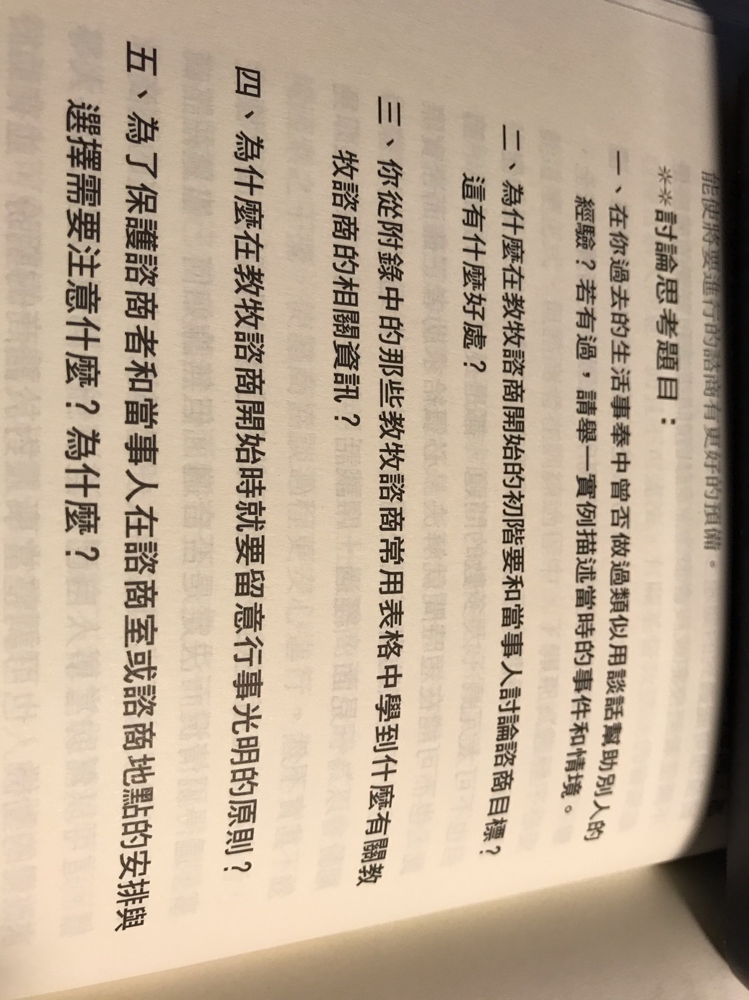 能使將要進行的諮商有更好的預備。
**討論思考題目：
一、在你過去的生活事奉中曾否做過類似用談話幫助別人的
經驗？若有過，請舉一實例描述當時的事件和情境。
二、為什麼在教牧諮商開始的初階要和當事人討論諮商目標？
這有什麼好處？
三、你從附錄中的那些教牧諮商常用表格中學到什麼有關教
牧諮商的相關資訊？
四、為什麼在教牧諮商開始時就要留意行事光明的原則？
五、為了保護諮商者和當事人在諮商室或諮商地點的安排與
選擇需要注意什麼？為什麼？